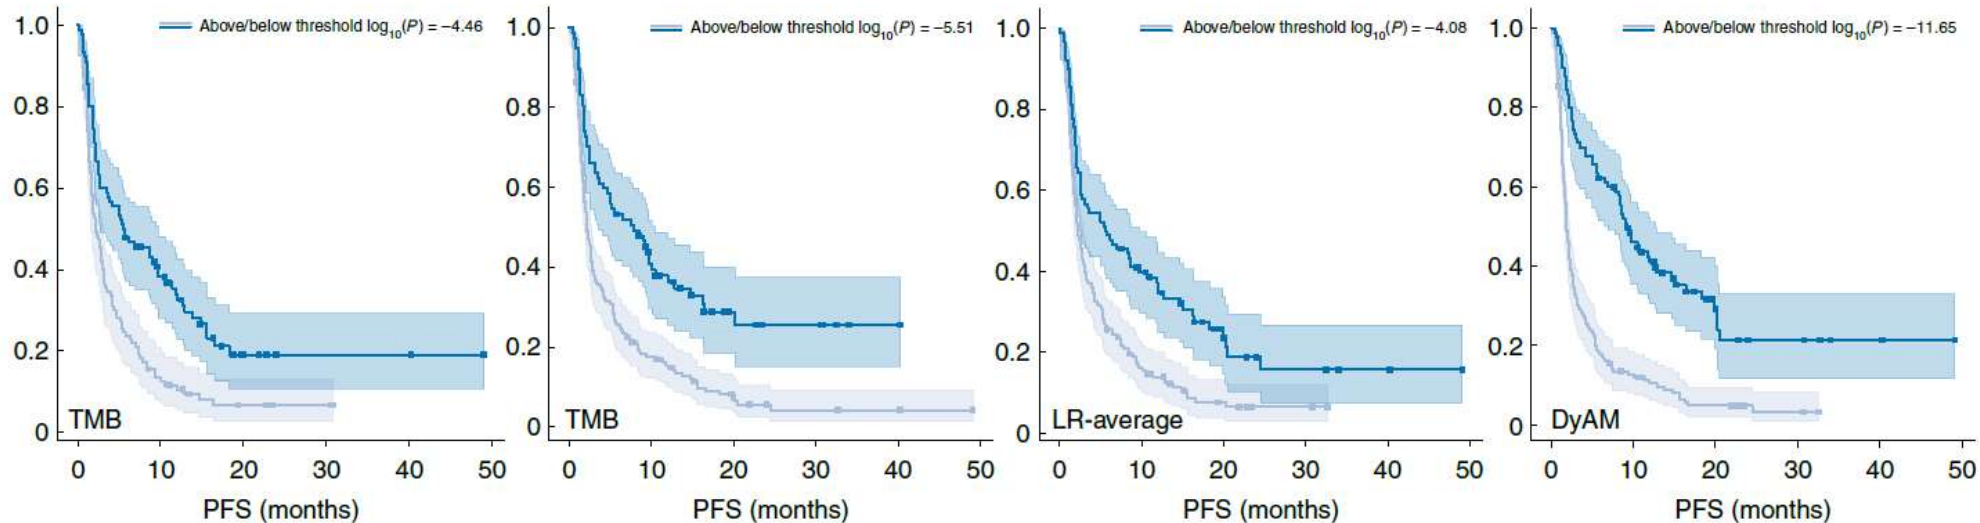 Above/below threshold log10(P) = −4.46
1.0
0.8
0.6
0.4
0.2
0
TMB
0 10 20 30 40 50
PFS (months)
Above/below threshold log10(P) = −5.51
1.0
0.8
0.6
0.4
0.2
0
TMB
0 10 20 30 40 50
PFS (months)
Above/below threshold log10(P) = −4.08
1.0
0.8
0.6
0.4
0.2
0
LR-average
0 10 20 30 40 50
PFS (months)
Above/below threshold log10(P) = −11.65
1.0
0.8
0.6
0.4
0.2
0
DyAM
0 10 20 30 40 50
PFS (months)